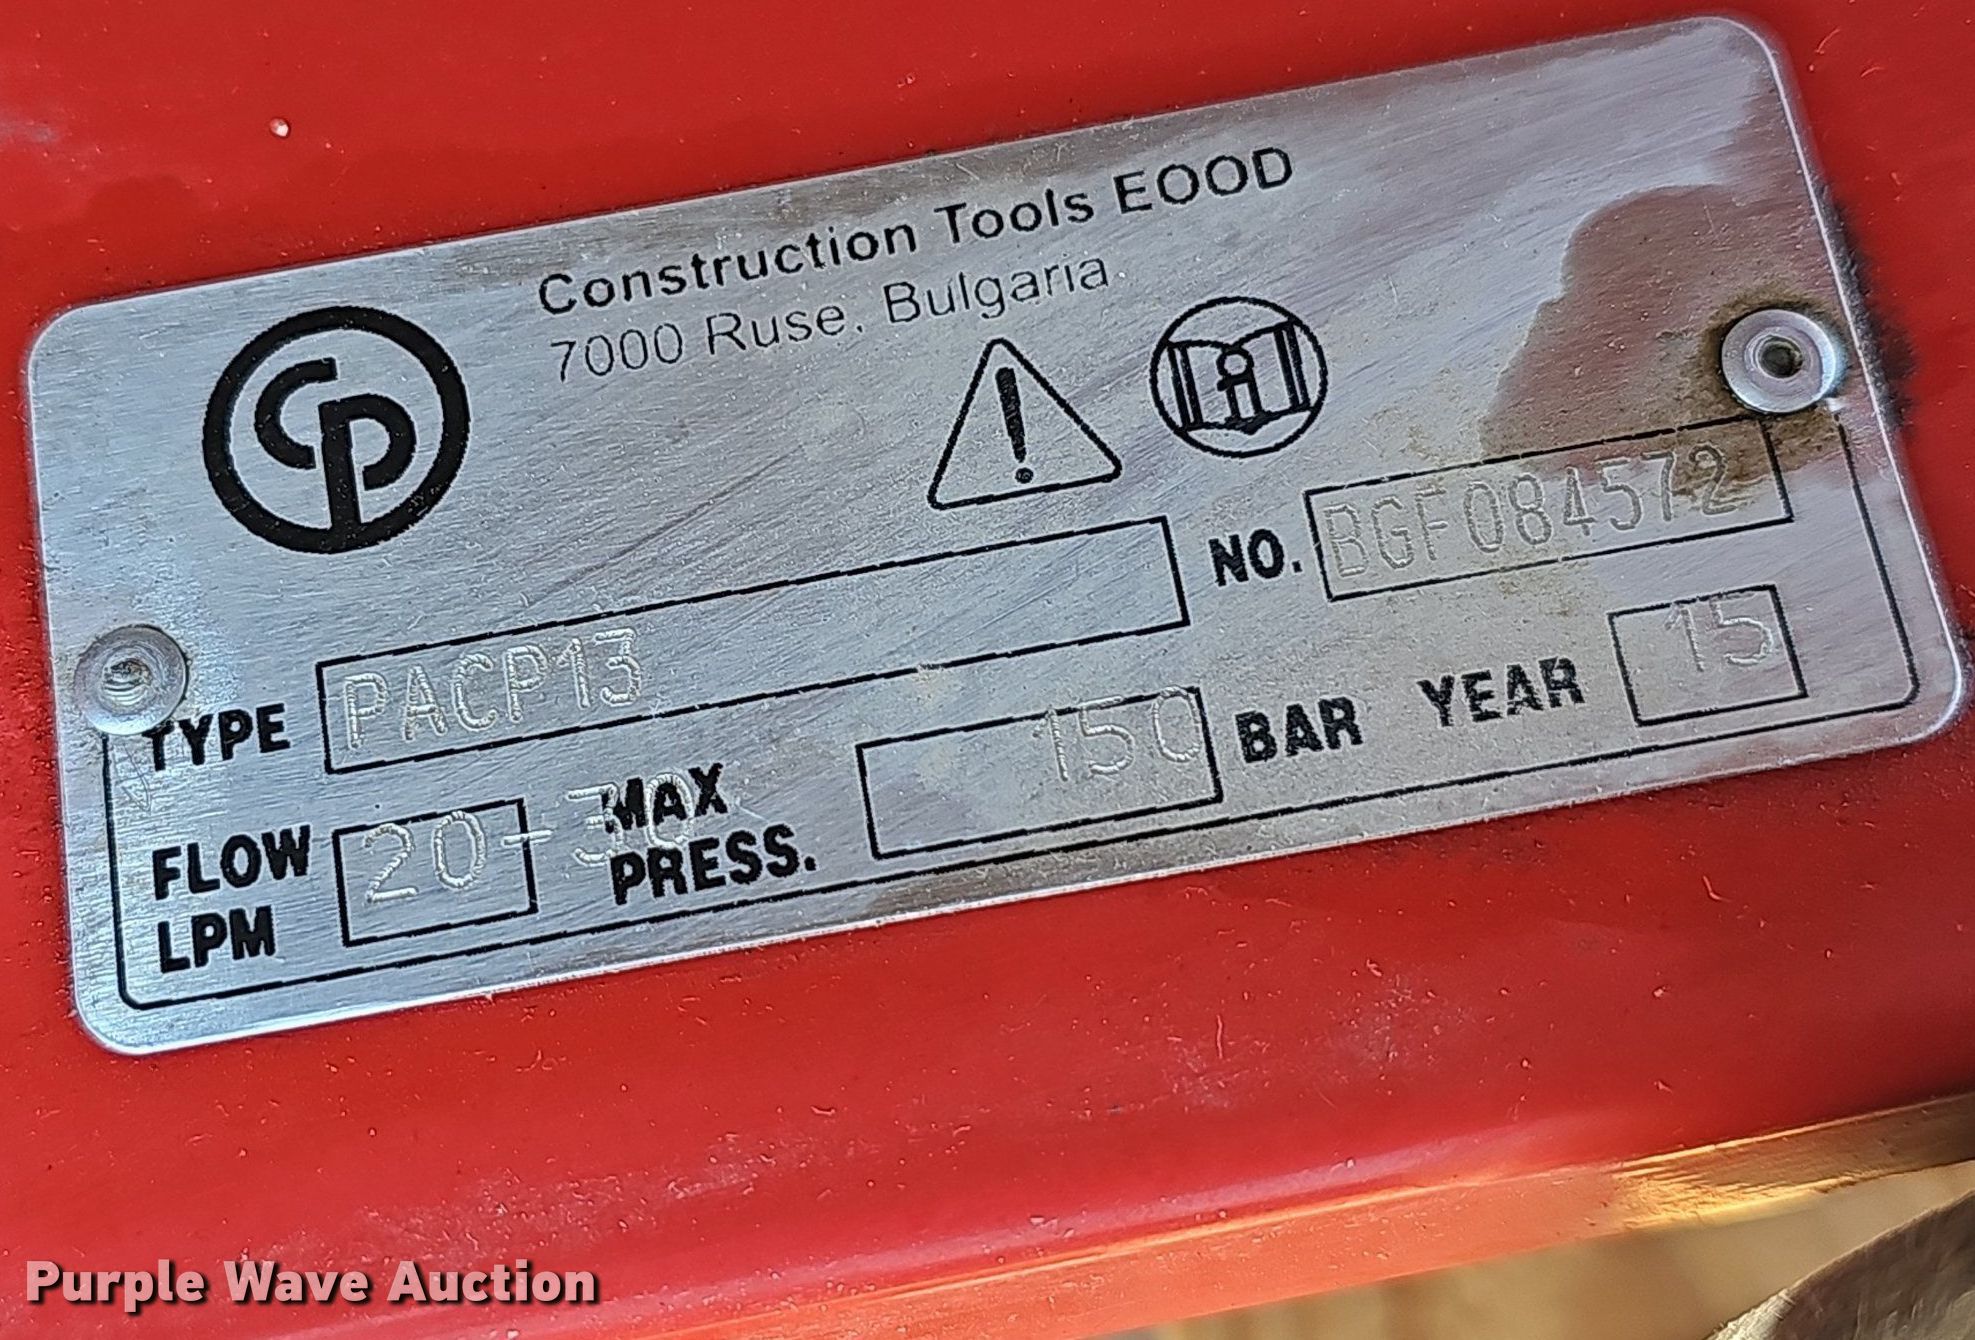 Construction Tools EOOD
7000 Ruse, Bulgaria
CP
TYPE PACP13 NO. BGF084572
FLOW LPM 20+30 MAX PRESS. 150 BAR YEAR 15
Purple Wave Auction